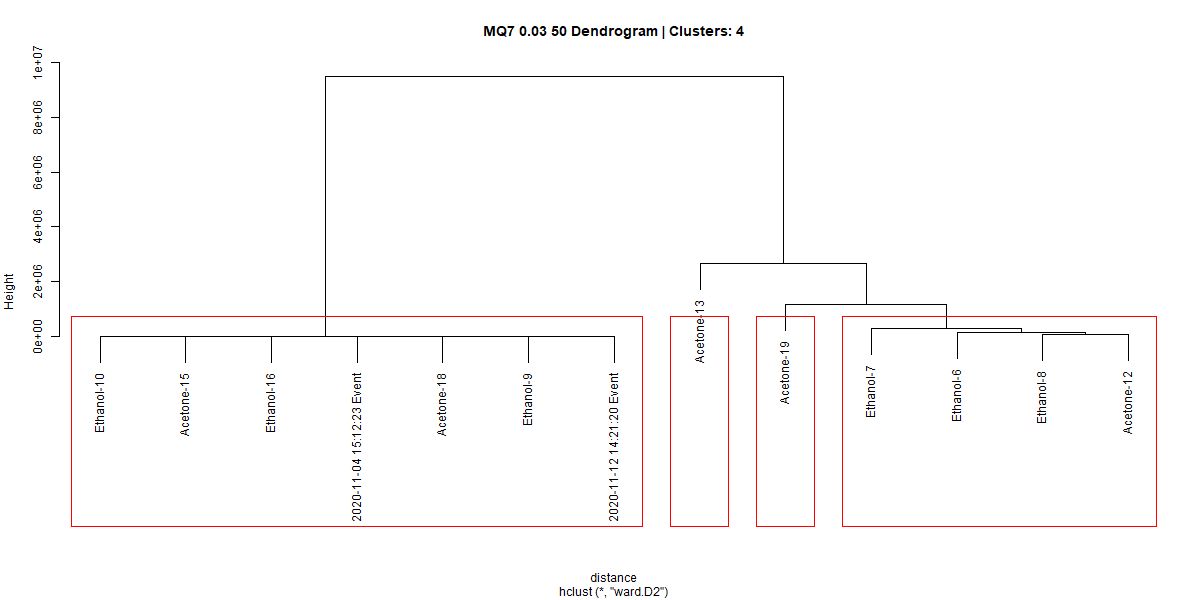 MQ7 0.03 50 Dendrogram | Clusters: 4
Height
1e+07
8e+06
6e+06
4e+06
2e+06
0e+00
Ethanol-10
Acetone-15
Ethanol-16
2020-11-04 15:12:23 Event
Acetone-18
Ethanol-9
2020-11-12 14:21:20 Event
Acetone-13
Acetone-19
Ethanol-7
Ethanol-6
Ethanol-8
Acetone-12
distance
hclust (*, "ward.D2")